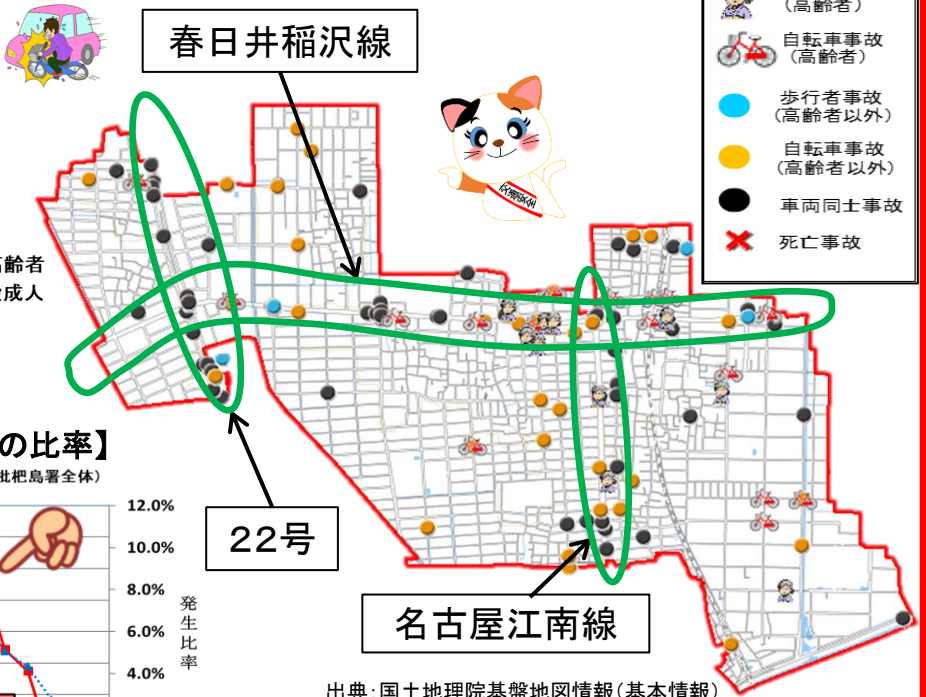 春日井稲沢線
(高齢者)
自転車事故
(高齢者)
歩行者事故
(高齢者以外)
自転車事故
(高齢者以外)
車両同士事故
死亡事故
交通安全
齢者
成人
の比率】
枇杷島署全体)
22号
12.0%
10.0%
8.0%
6.0%
4.0%
発生比率
名古屋江南線
出典:国土地理院基盤地図情報(基本情報)